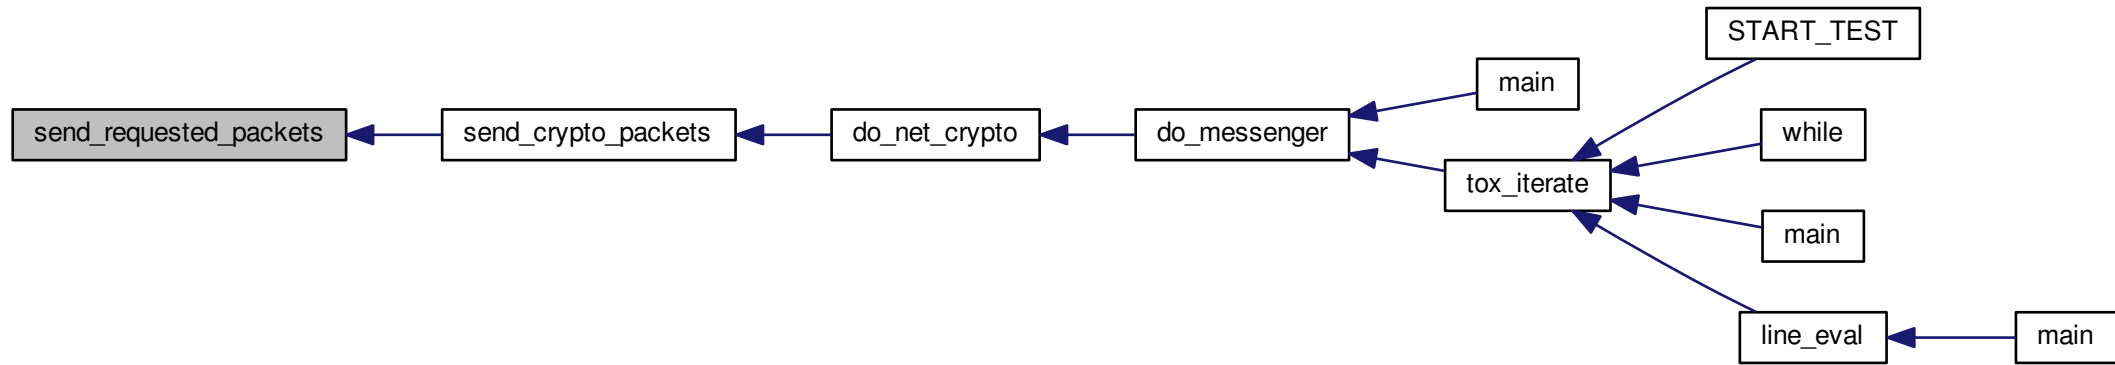 START_TEST
main
send_requested_packets
send_crypto_packets
do_net_crypto
do_messenger
while
tox_iterate
main
line_eval
main